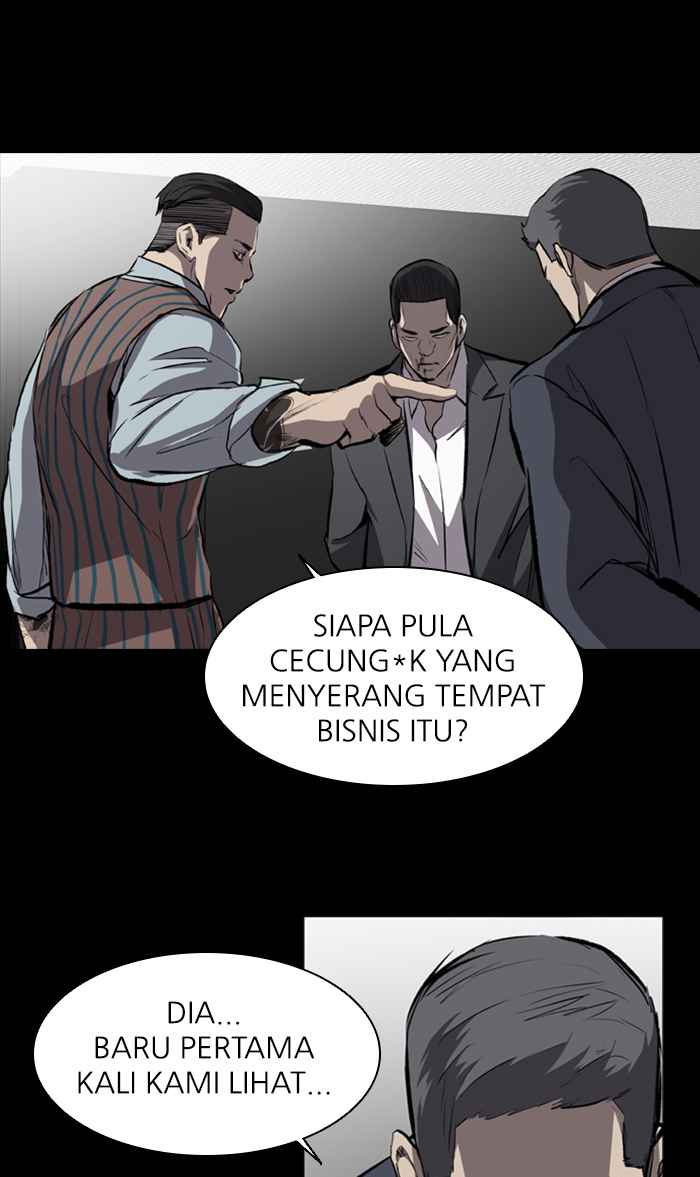 SIAPA PULA
CECUNG*K YANG
MENYERANG TEMPAT
BISNIS ITU?
DIA...
BARU PERTAMA
KALI KAMI LIHAT...